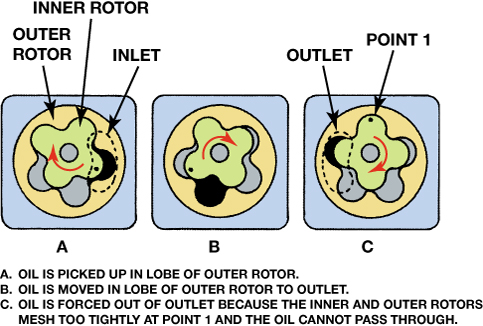 INNER ROTOR
OUTER
ROTOR
INLET
OUTLET
POINT 1
A
B
C
A. OIL IS PICKED UP IN LOBE OF OUTER ROTOR.
B. OIL IS MOVED IN LOBE OF OUTER ROTOR TO OUTLET.
C. OIL IS FORCED OUT OF OUTLET BECAUSE THE INNER AND OUTER ROTORS
MESH TOO TIGHTLY AT POINT 1 AND THE OIL CANNOT PASS THROUGH.